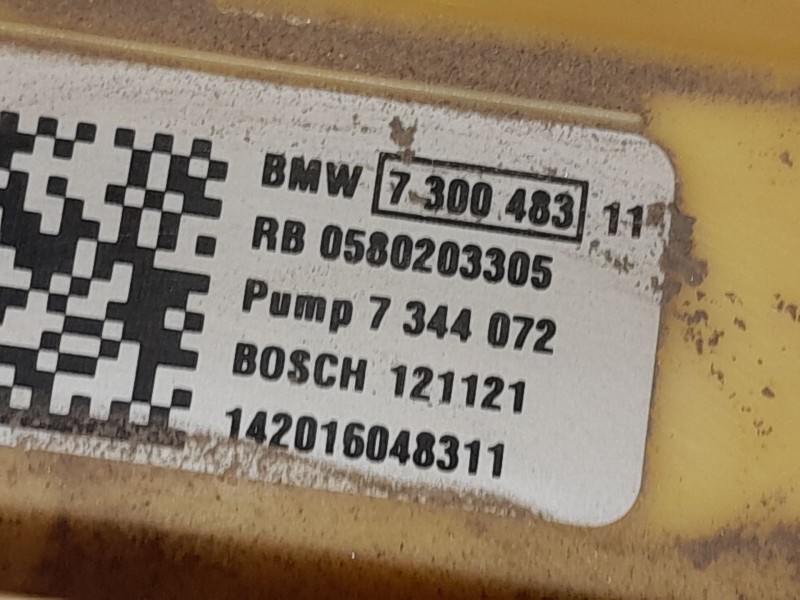 BMW 7 300 483 11
RB 0580203305
Pump 7 344 072
BOSCH 121121
142016048311